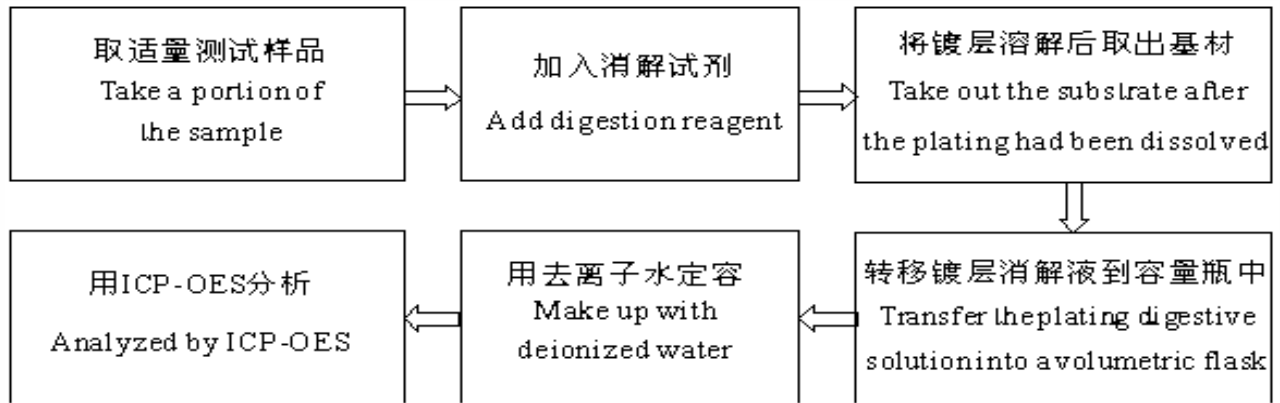 取适量测试样品
Take a portion of
the sample
加入消解试剂
Add digestion reagent
将镀层溶解后取出基材
Take out the substrate after
the plating had been dissolved
转移镀层消解液到容量瓶中
Transfer the plating digestive
solution into a volumetric flask
用去离子水定容
Make up with
deionized water
用ICP-OES分析
Analyzed by ICP-OES